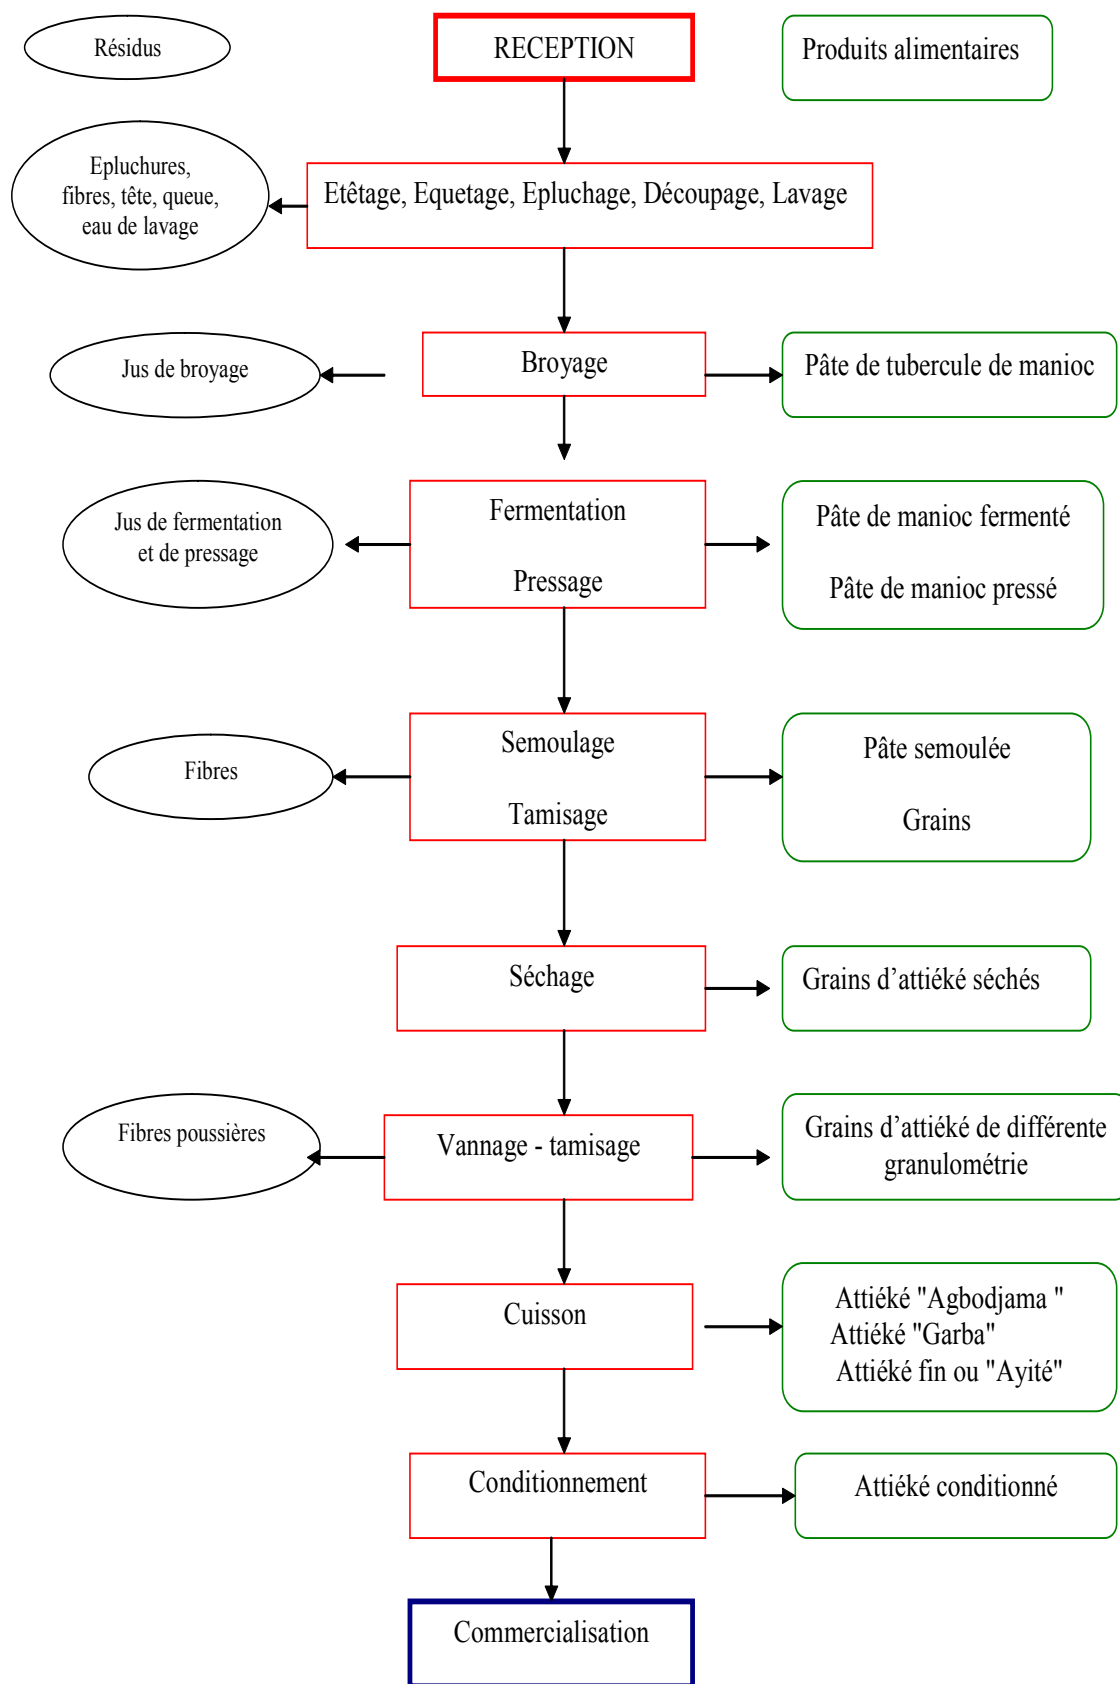 Résidus
RECEPTION
Produits alimentaires
Epluchures,
fibres, tête, queue,
eau de lavage
Etêtage, Equetage, Epluchage, Découpage, Lavage
Jus de broyage
Broyage
Pâte de tubercule de manioc
Jus de fermentation
et de pressage
Fermentation
Pressage
Pâte de manioc fermenté
Pâte de manioc pressé
Fibres
Semoulage
Tamisage
Pâte semoulée
Grains
Séchage
Grains d’attiéké séchés
Fibres poussières
Vannage - tamisage
Grains d’attiéké de différente
granulométrie
Cuisson
Attiéké "Agbodjama "
Attiéké "Garba"
Attiéké fin ou "Ayité"
Conditionnement
Attiéké conditionné
Commercialisation